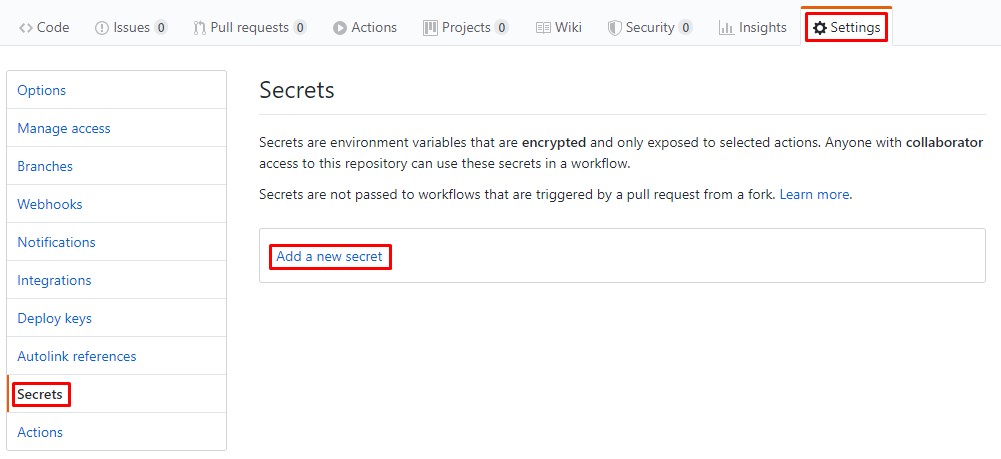 Code Issues 0 Pull requests 0 Actions Projects 0 Wiki Security 0 Insights Settings
Options
Manage access
Branches
Webhooks
Notifications
Integrations
Deploy keys
Autolink references
Secrets
Actions
Secrets
Secrets are environment variables that are encrypted and only exposed to selected actions. Anyone with collaborator
access to this repository can use these secrets in a workflow.
Secrets are not passed to workflows that are triggered by a pull request from a fork. Learn more.
Add a new secret